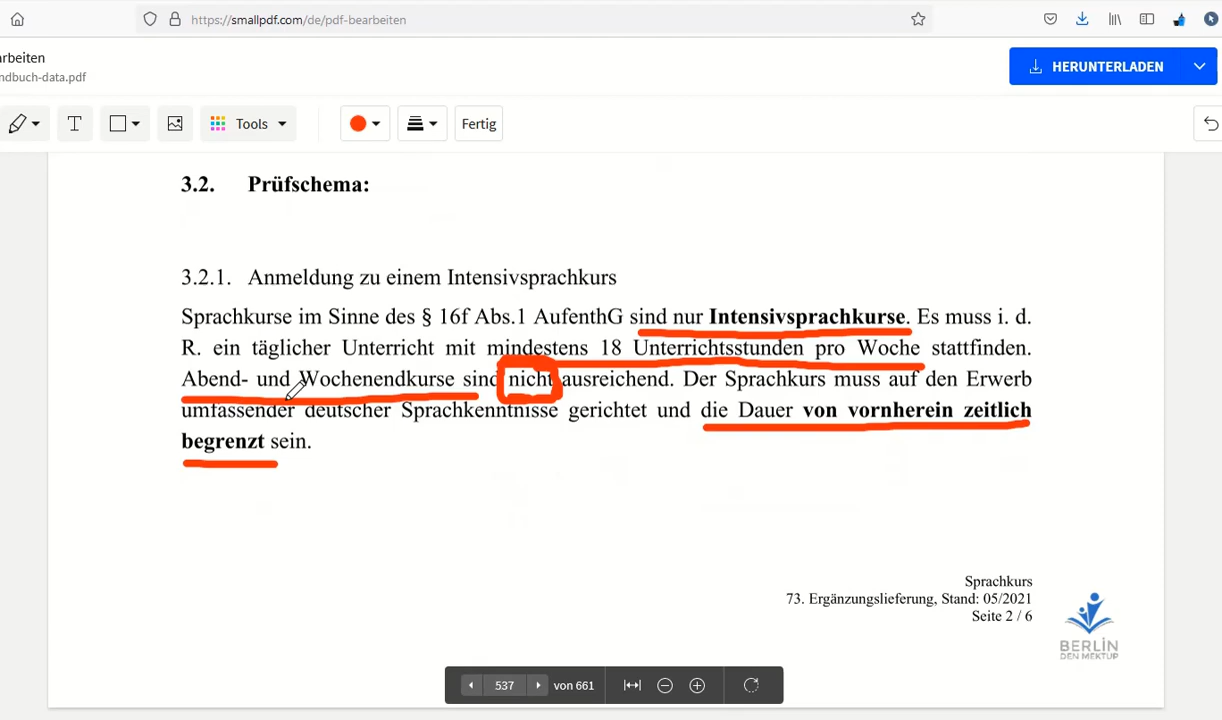 https://smallpdf.com/de/pdf-bearbeiten
rbeiten
ndbuch-data.pdf
HERUNTERLADEN
Tools
Fertig
3.2. Prüfschema:
3.2.1. Anmeldung zu einem Intensivsprachkurs
Sprachkurse im Sinne des § 16f Abs.1 AufenthG sind nur Intensivsprachkurse. Es muss i. d.
R. ein täglicher Unterricht mit mindestens 18 Unterrichtsstunden pro Woche stattfinden.
Abend- und Wochenendkurse sind nicht ausreichend. Der Sprachkurs muss auf den Erwerb
umfassender deutscher Sprachkenntnisse gerichtet und die Dauer von vornherein zeitlich
begrenzt sein.
Sprachkurs
73. Ergänzungslieferung, Stand: 05/2021
Seite 2 / 6
BERLİN
DEN MEKTUP
537 von 661